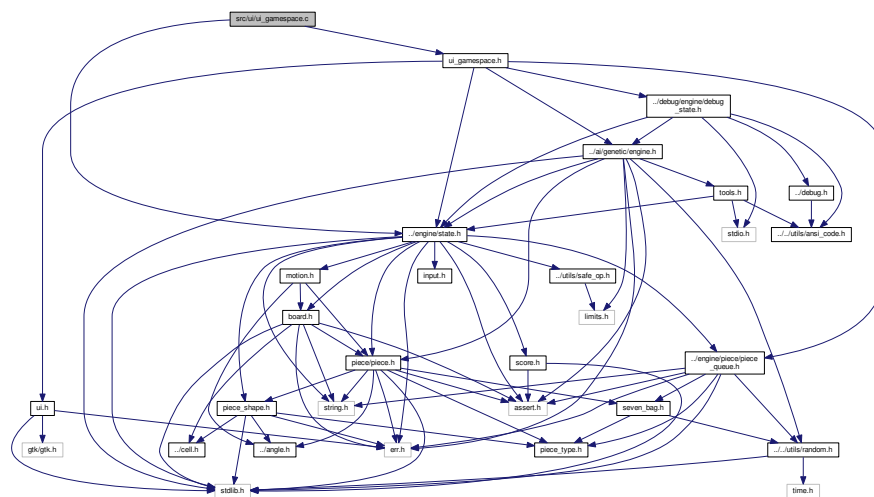 src/ui/ui_gamespace.c
ui_gamespace.h
../debug/engine/debug
_state.h
../ai/genetic/engine.h
tools.h
../debug.h
../engine/state.h
stdio.h
../../utils/ansi_code.h
motion.h
input.h
../utils/safe_op.h
board.h
limits.h
piece/piece.h
score.h
../engine/piece/piece
_queue.h
ui.h
piece_shape.h
string.h
assert.h
seven_bag.h
gtk/gtk.h
../cell.h
../angle.h
err.h
piece_type.h
../../utils/random.h
stdlib.h
time.h